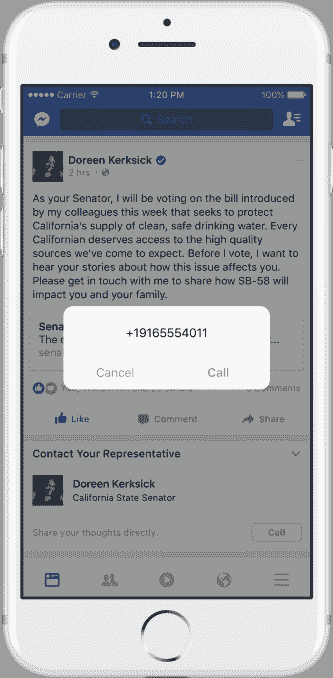 Carrier 1:20 PM 100%
Search
Doreen Kerksick
2 hrs ·
As your Senator, I will be voting on the bill introduced
by my colleagues this week that seeks to protect
California's supply of clean, safe drinking water. Every
Californian deserves access to the high quality
sources we've come to expect. Before I vote, I want to
hear your stories about how this issue affects you.
Please get in touch with me to share how SB-58 will
impact you and your family.
Sena
The c
sena
+19165554011
Cancel Call
You,
Like Comment Share
Contact Your Representative
Doreen Kerksick
California State Senator
Share your thoughts directly.
Call